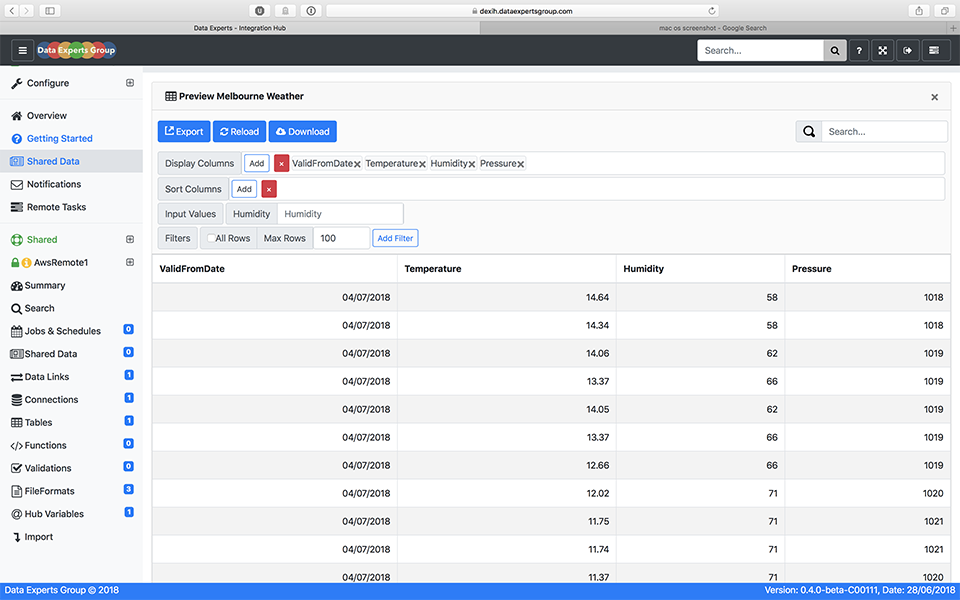 dexih.dataexpertsgroup.com
Data Experts - Integration Hub
mac os screenshot - Google Search
Data Experts Group
Search...
Configure
Overview
Getting Started
Shared Data
Notifications
Remote Tasks
Shared
AwsRemote1
Summary
Search
Jobs & Schedules 0
Shared Data 0
Data Links 1
Connections 1
Tables 1
Functions 0
Validations 0
FileFormats 3
Hub Variables 1
Import
Preview Melbourne Weather
Export Reload Download
Search...
Display Columns Add × ValidFromDate× Temperature× Humidity× Pressure×
Sort Columns Add ×
Input Values Humidity Humidity
Filters All Rows Max Rows 100 Add Filter
ValidFromDate Temperature Humidity Pressure
04/07/2018 14.64 58 1018
04/07/2018 14.34 58 1018
04/07/2018 14.06 62 1019
04/07/2018 13.37 66 1019
04/07/2018 14.05 62 1019
04/07/2018 13.37 66 1019
04/07/2018 12.66 66 1019
04/07/2018 12.02 71 1020
04/07/2018 11.75 71 1021
04/07/2018 11.74 71 1021
04/07/2018 11.37 71 1020
Data Experts Group © 2018
Version: 0.4.0-beta-C00111, Date: 28/06/2018